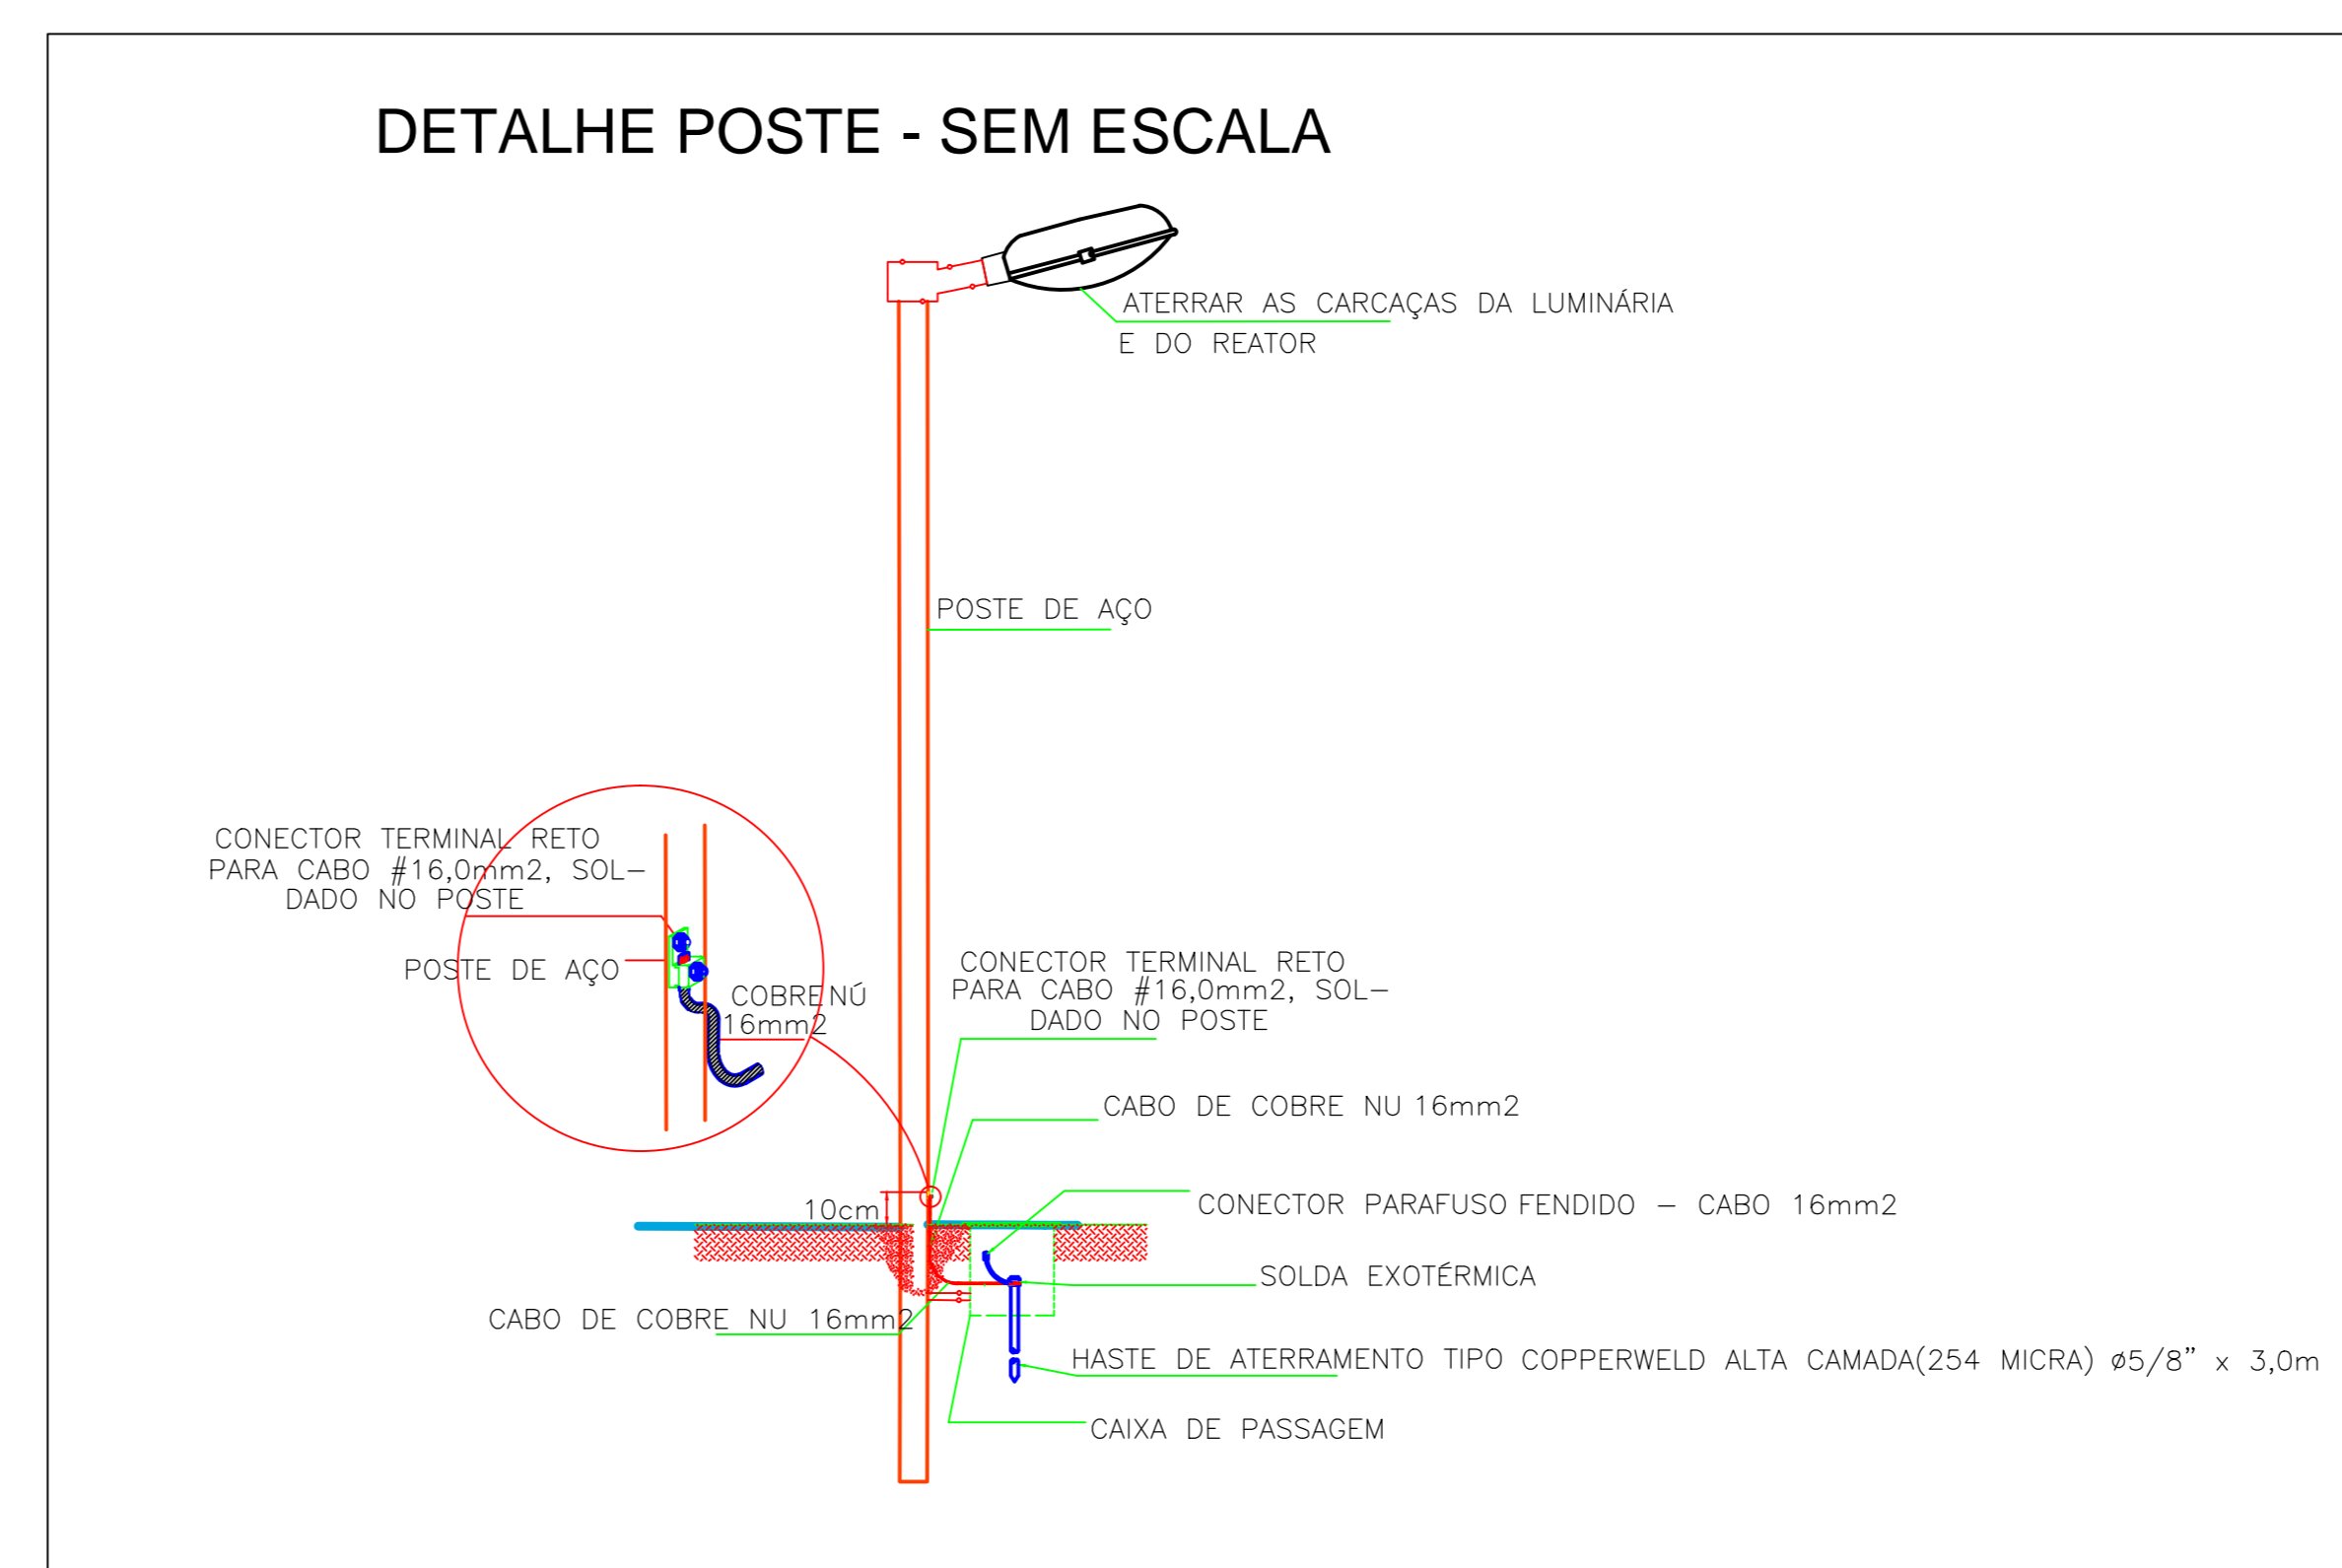 DETALHE POSTE - SEM ESCALA
ATERRAR AS CARCAÇAS DA LUMINÁRIA
E DO REATOR
POSTE DE AÇO
CONECTOR TERMINAL RETO
PARA CABO #16,0mm2, SOL-
DADO NO POSTE
POSTE DE AÇO
COBRE NÚ
16mm2
CONECTOR TERMINAL RETO
PARA CABO #16,0mm2, SOL-
DADO NO POSTE
CABO DE COBRE NU 16mm2
10cm
CONECTOR PARAFUSO FENDIDO - CABO 16mm2
SOLDA EXOTÉRMICA
CABO DE COBRE NU 16mm2
HASTE DE ATERRAMENTO TIPO COPPERWELD ALTA CAMADA(254 MICRA) ø5/8" x 3,0m
CAIXA DE PASSAGEM